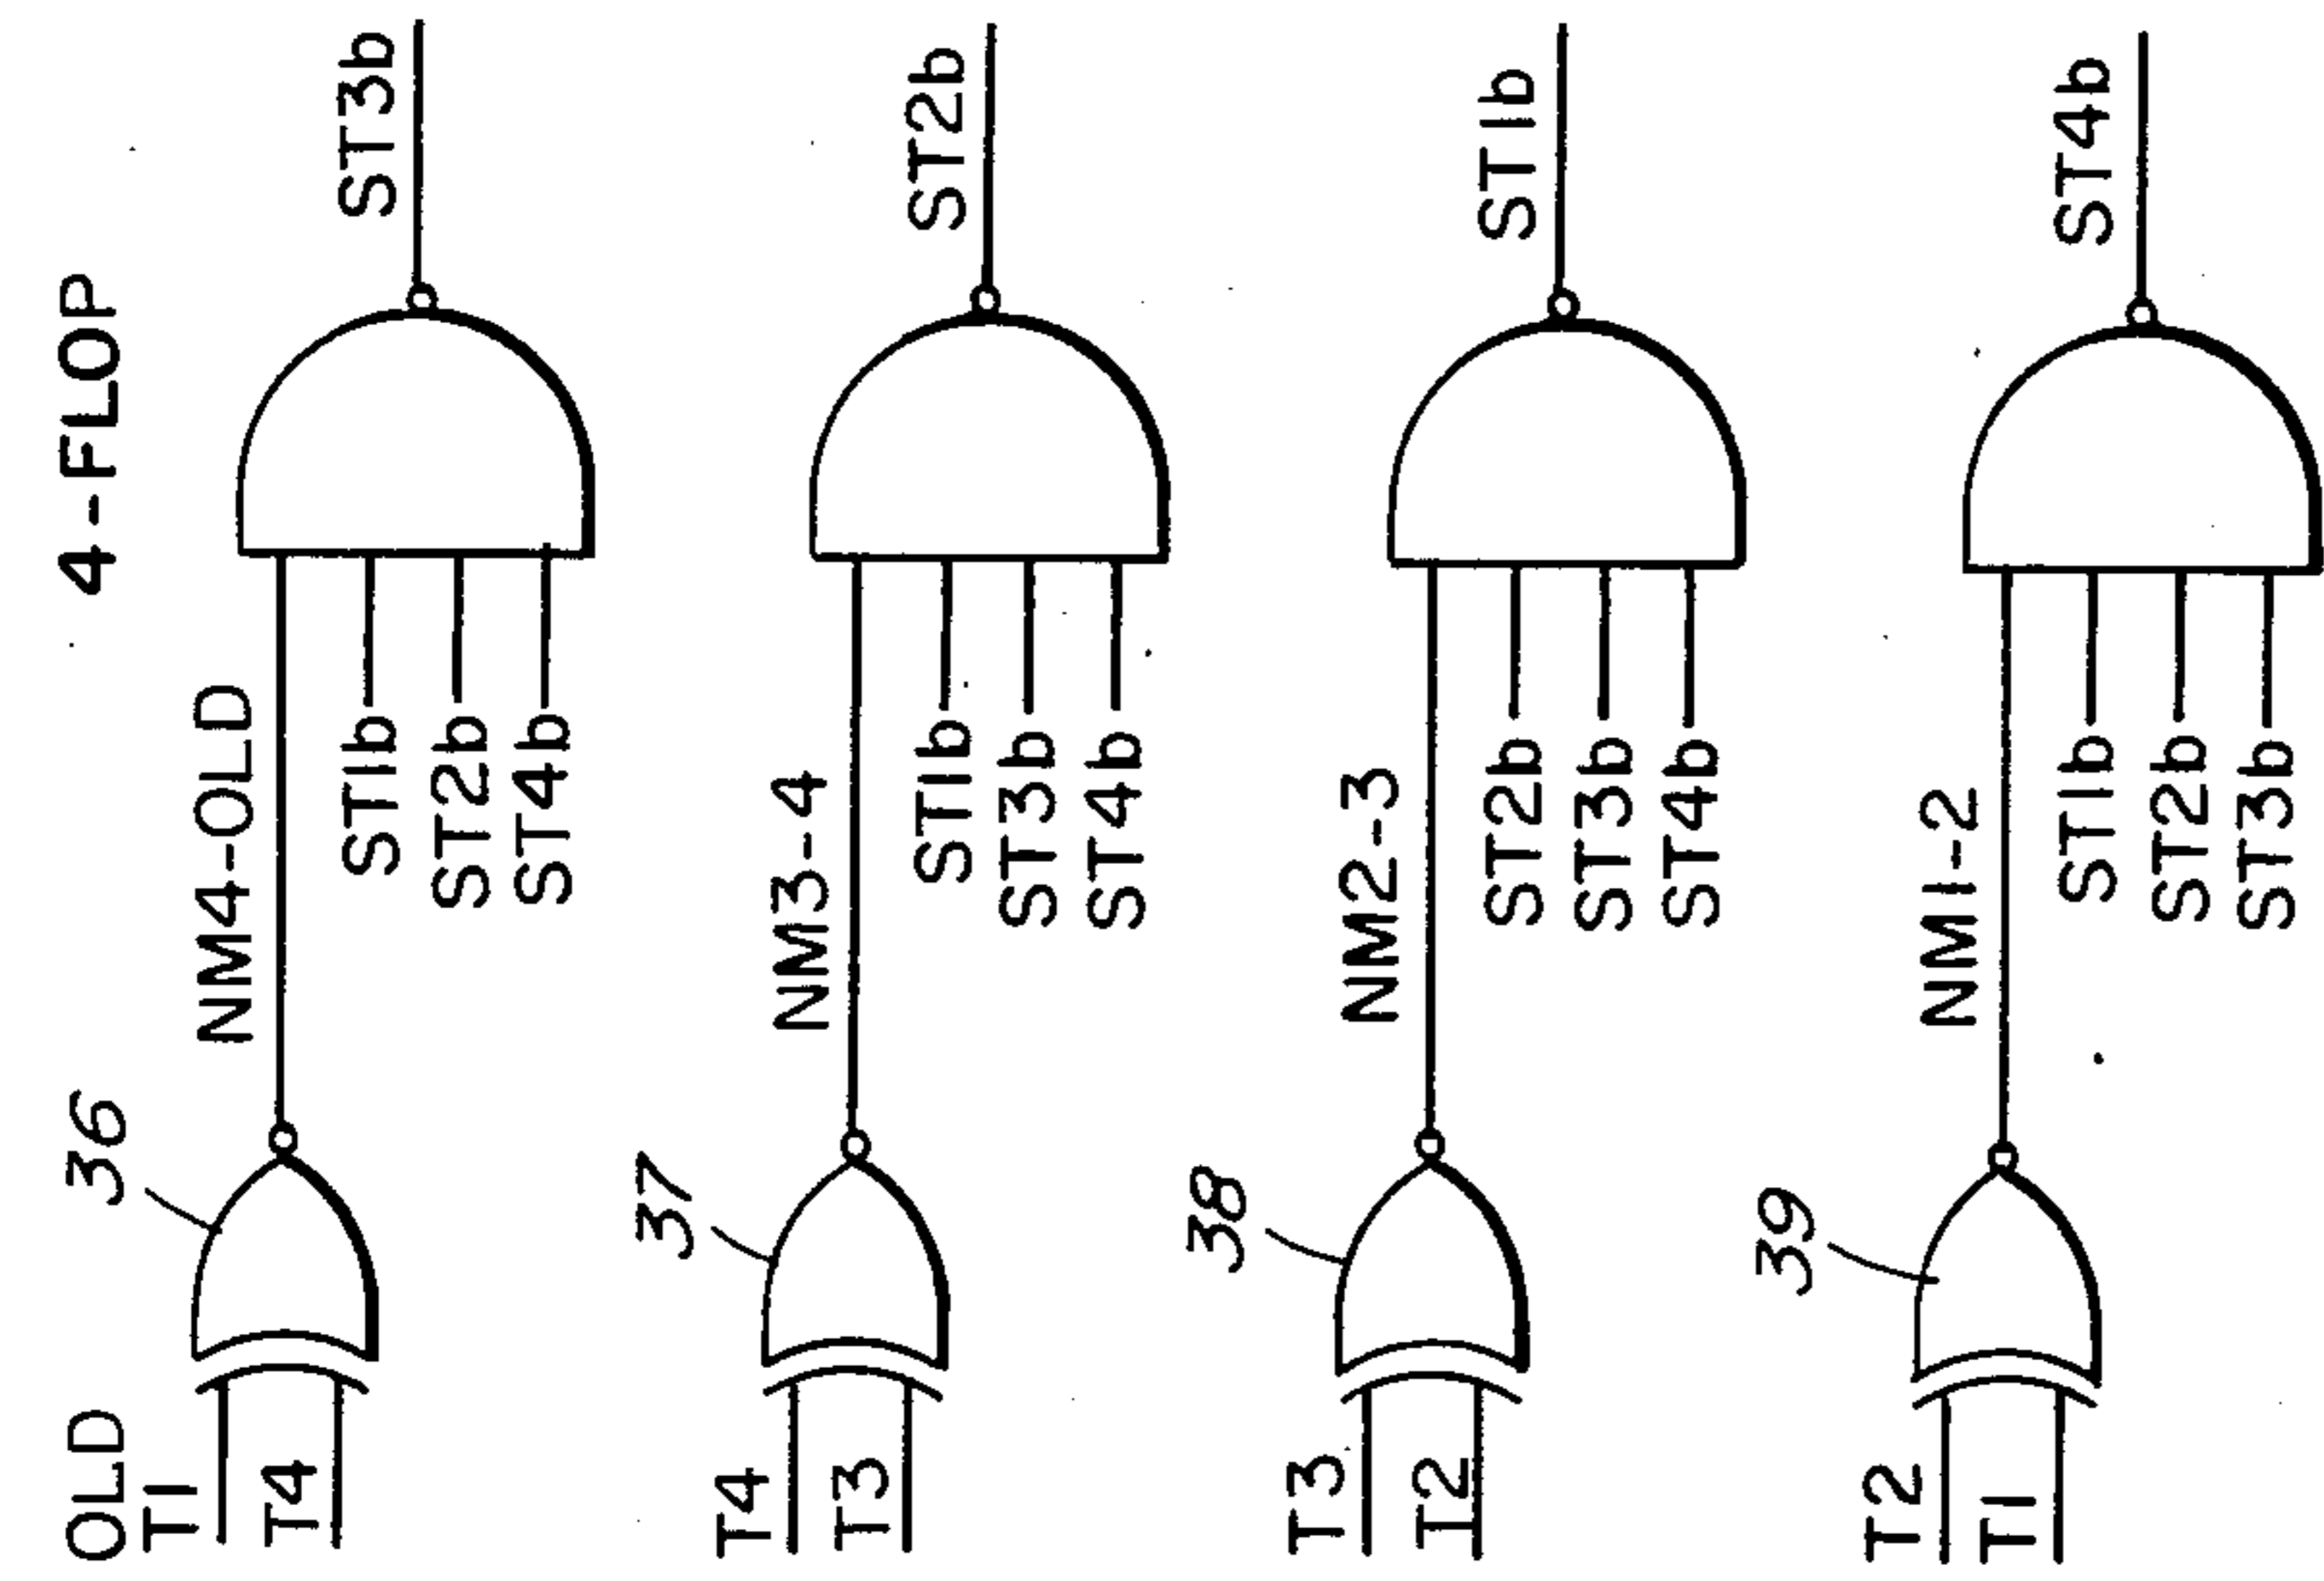 4-FLOP
OLD
T1
T4
36
NM4-OLD
ST1b
ST2b
ST4b
ST3b
T4
T3
37
NM3-4
ST1b
ST3b
ST4b
ST2b
T3
T2
38
NM2-3
ST2b
ST3b
ST4b
ST1b
T2
T1
39
NM1-2
ST1b
ST2b
ST3b
ST4b